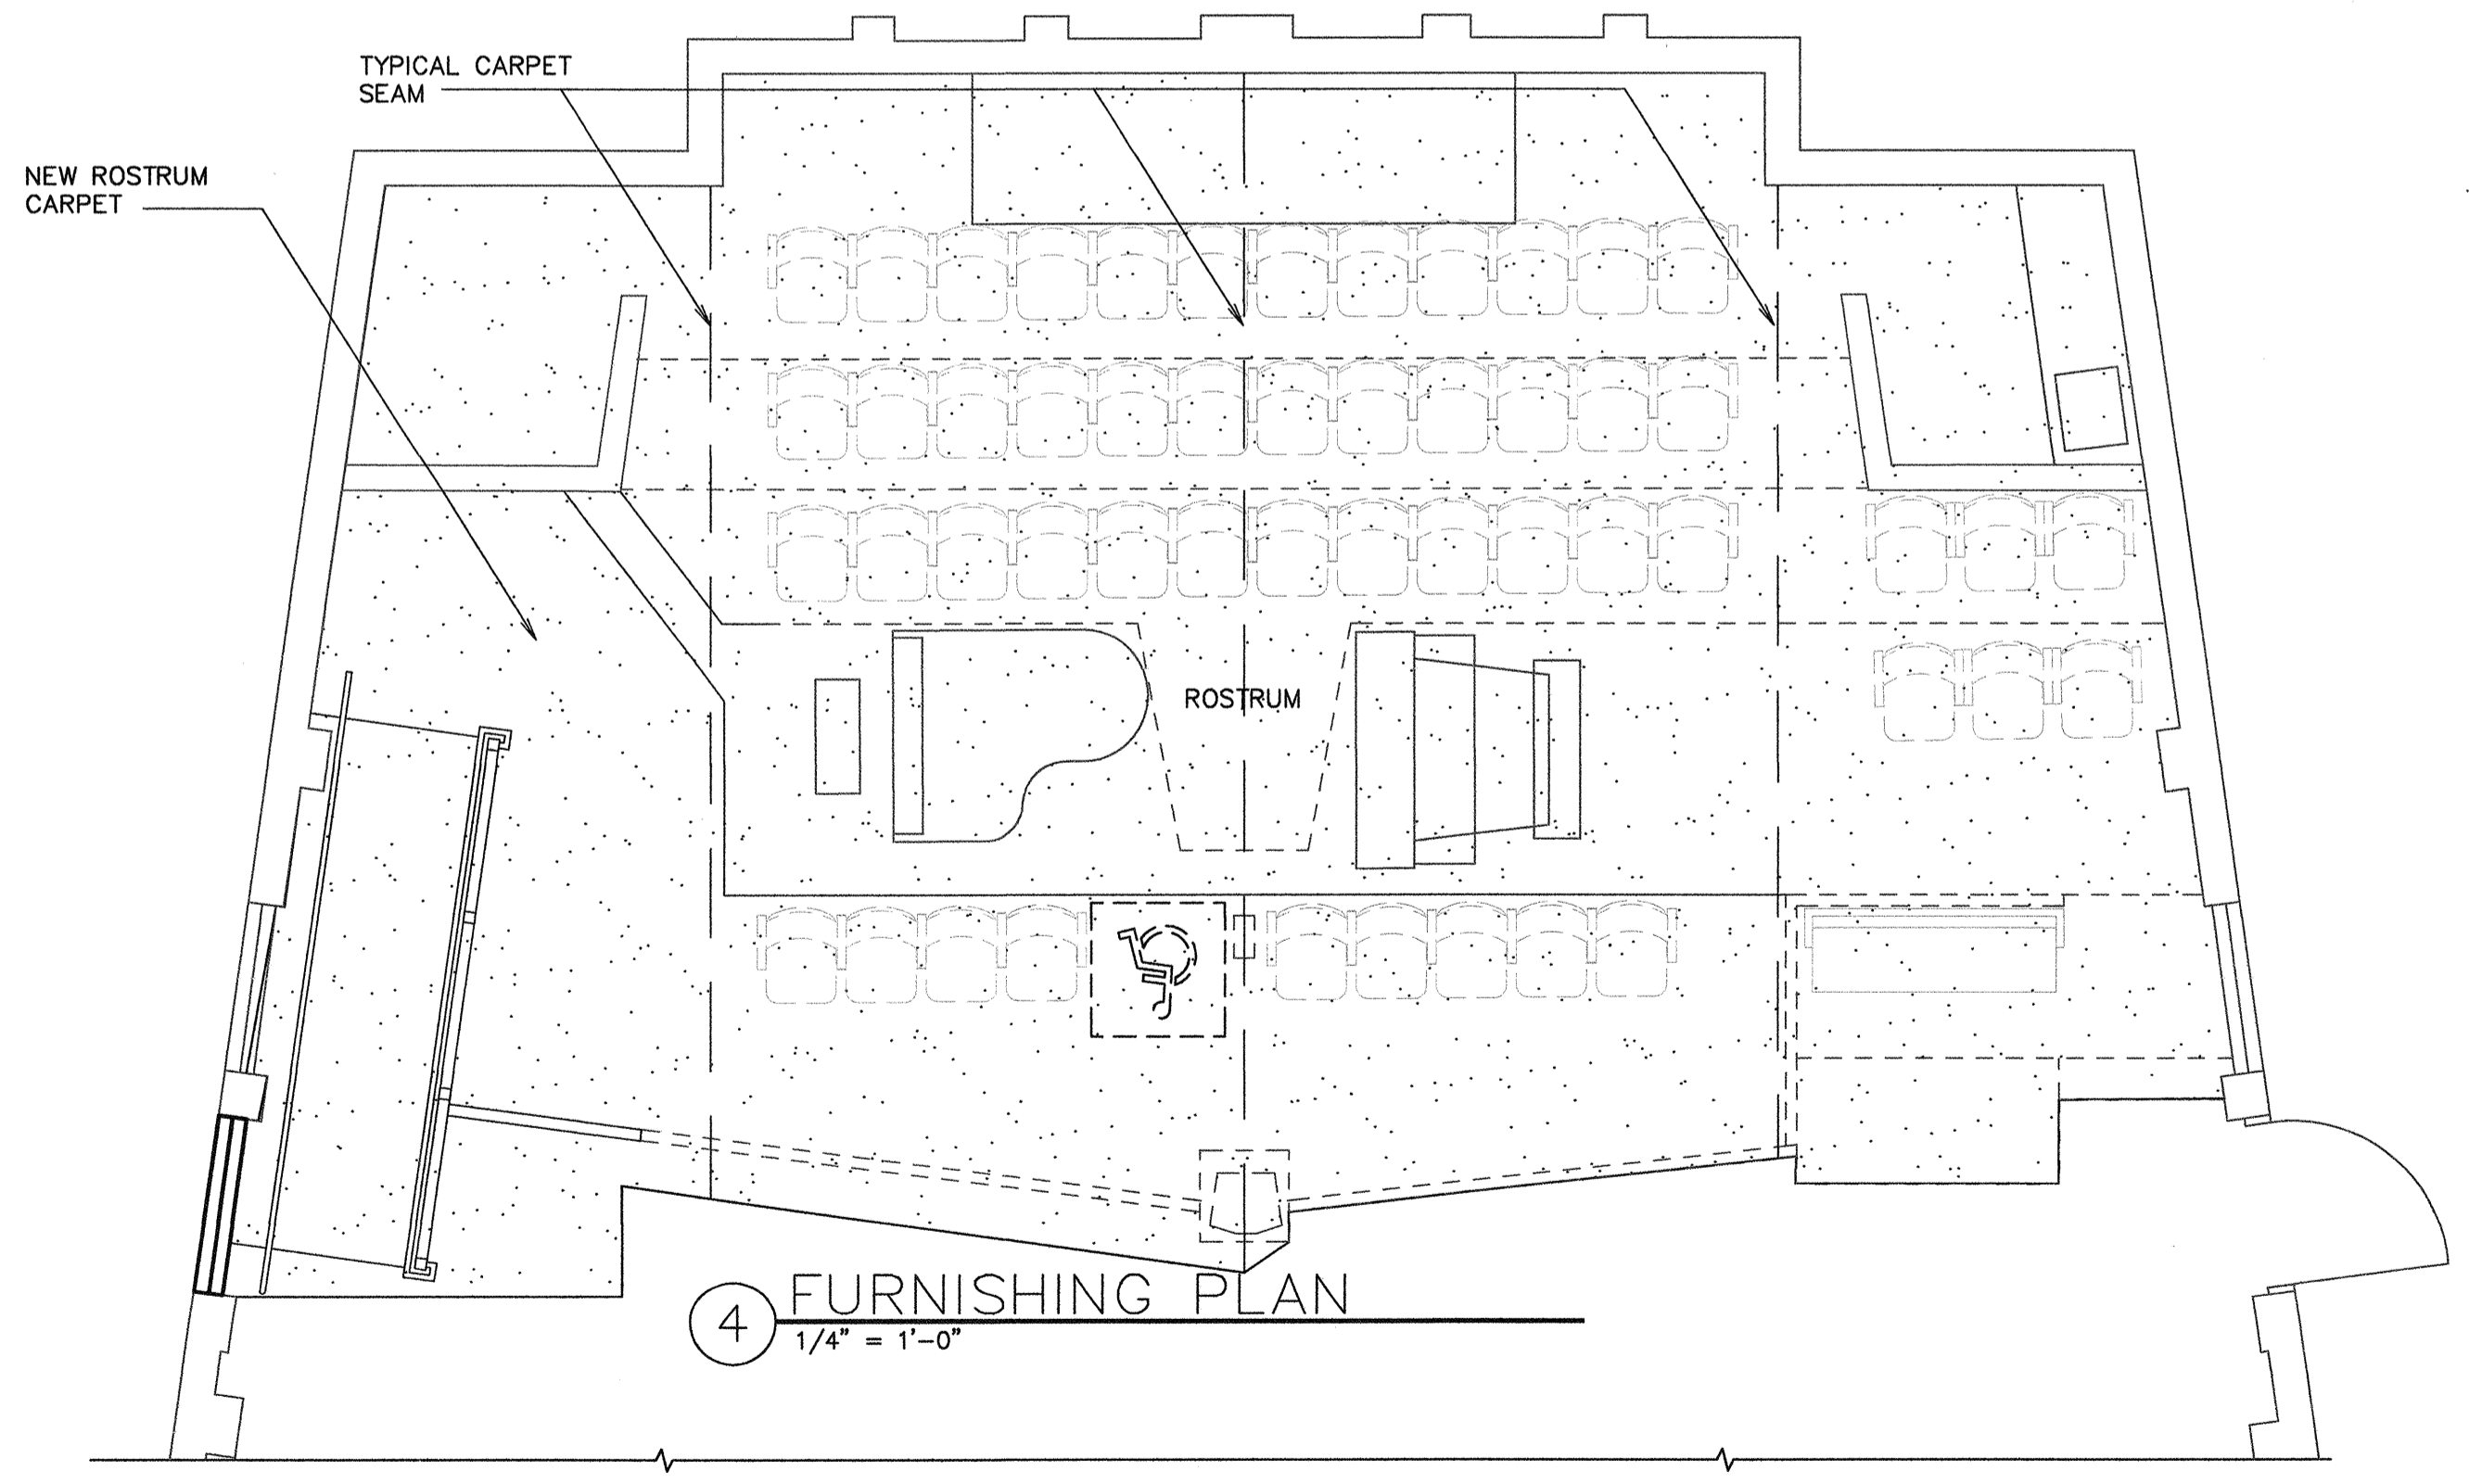 TYPICAL CARPET
SEAM
NEW ROSTRUM
CARPET
ROSTRUM
4
FURNISHING PLAN
1/4" = 1'-0"